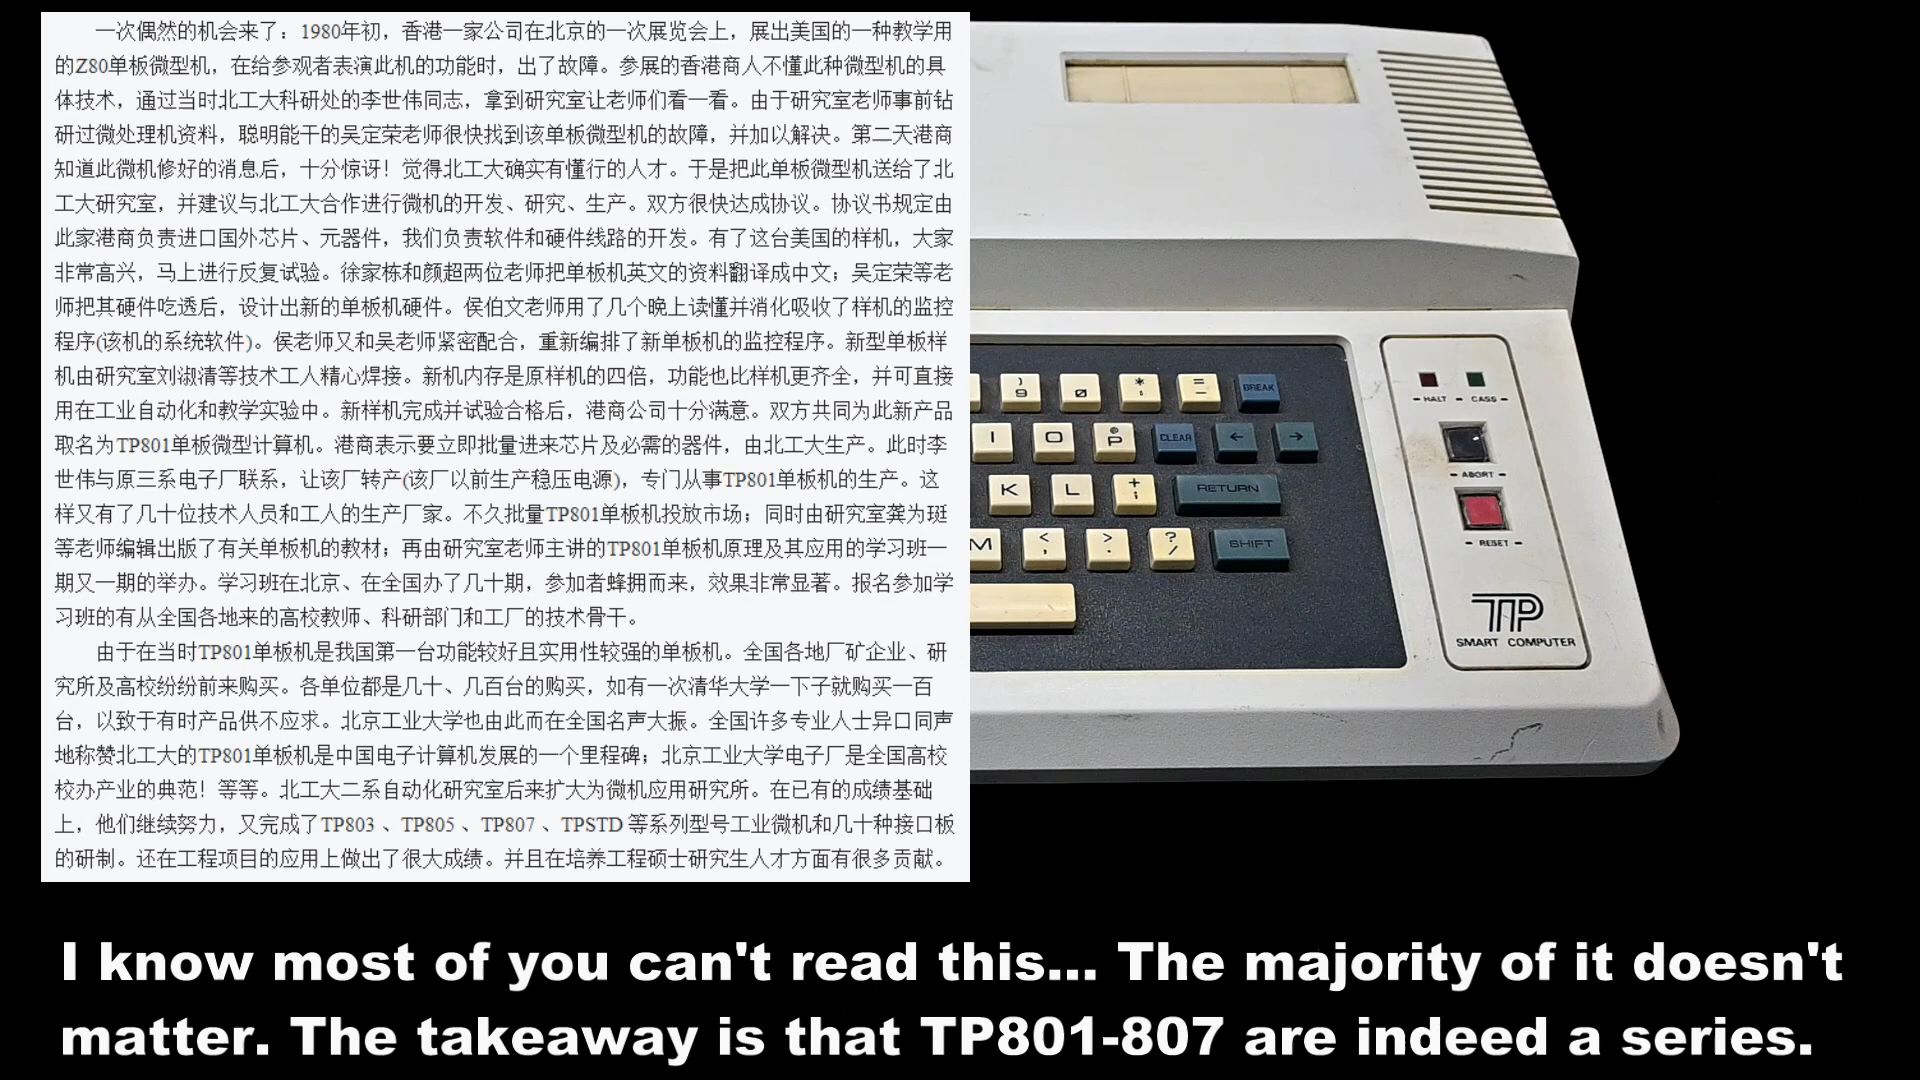 一次偶然的机会来了：1980年初，香港一家公司在北京的一次展览会上，展出美国的一种教学用
的Z80单板微型机，在给参观者表演此机的功能时，出了故障。参展的香港商人不懂此种微型机的具
体技术，通过当时北工大科研处的李世伟同志，拿到研究室让老师们看一看。由于研究室老师事前钻
研过微处理机资料，聪明能干的吴定荣老师很快找到该单板微型机的故障，并加以解决。第二天港商
知道此微机修好的消息后，十分惊讶！觉得北工大确实有懂行的人才。于是把此单板微型机送给了北
工大研究室，并建议与北工大合作进行微机的开发、研究、生产。双方很快达成协议。协议书规定由
此家港商负责进口国外芯片、元器件，我们负责软件和硬件线路的开发。有了这台美国的样机，大家
非常高兴，马上进行反复试验。徐家栋和颜超两位老师把单板机英文的资料翻译成中文；吴定荣等老
师把其硬件吃透后，设计出新的单板机硬件。侯伯文老师用了几个晚上读懂并消化吸收了样机的监控
程序(该机的系统软件)。侯老师又和吴老师紧密配合，重新编排了新单板机的监控程序。新型单板样
机由研究室刘淑清等技术工人精心焊接。新机内存是原样机的四倍，功能也比样机更齐全，并可直接
用在工业自动化和教学实验中。新样机完成并试验合格后，港商公司十分满意。双方共同为此新产品
取名为TP801单板微型计算机。港商表示要立即批量进来芯片及必需的器件，由北工大生产。此时李
世伟与原三系电子厂联系，让该厂转产(该厂以前生产稳压电源)，专门从事TP801单板机的生产。这
样又有了几十位技术人员和工人的生产厂家。不久批量TP801单板机投放市场；同时由研究室龚为珽
等老师编辑出版了有关单板机的教材；再由研究室老师主讲的TP801单板机原理及其应用的学习班一
期又一期的举办。学习班在北京、在全国办了几十期，参加者蜂拥而来，效果非常显著。报名参加学
习班的有从全国各地来的高校教师、科研部门和工厂的技术骨干。
由于在当时TP801单板机是我国第一台功能较好且实用性较强的单板机。全国各地厂矿企业、研
究所及高校纷纷前来购买。各单位都是几十、几百台的购买，如有一次清华大学一下子就购买一百
台，以致于有时产品供不应求。北京工业大学也由此而在全国名声大振。全国许多专业人士异口同声
地称赞北工大的TP801单板机是中国电子计算机发展的一个里程碑；北京工业大学电子厂是全国高校
校办产业的典范！等等。北工大二系自动化研究室后来扩大为微机应用研究所。在已有的成绩基础
上，他们继续努力，又完成了TP803 、TP805 、TP807 、TPSTD 等系列型号工业微机和几十种接口板
的研制。还在工程项目的应用上做出了很大成绩。并且在培养工程硕士研究生人才方面有很多贡献。
) 9 0 * : = - BREAK
I O @ P CLEAR ← →
K L + ; RETURN
M < , > . ? / SHIFT
HALT CASS
ABORT
RESET
TP
SMART COMPUTER
I know most of you can't read this... The majority of it doesn't
matter. The takeaway is that TP801-807 are indeed a series.